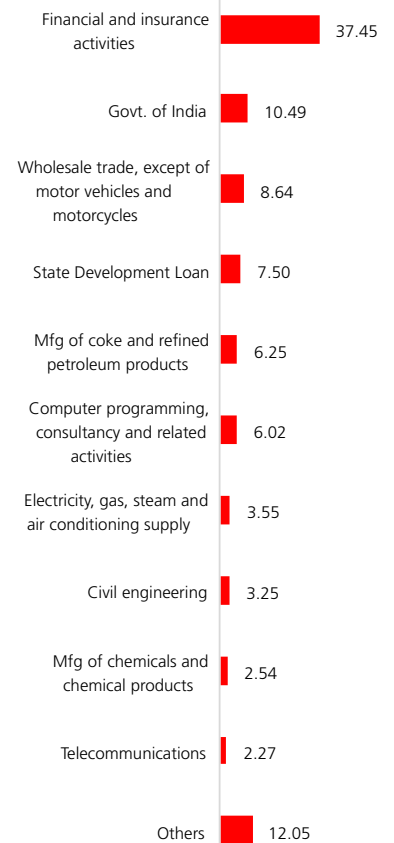 Financial and insurance
activities
37.45
Govt. of India
10.49
Wholesale trade, except of
motor vehicles and
motorcycles
8.64
State Development Loan
7.50
Mfg of coke and refined
petroleum products
6.25
Computer programming,
consultancy and related
activities
6.02
Electricity, gas, steam and
air conditioning supply
3.55
Civil engineering
3.25
Mfg of chemicals and
chemical products
2.54
Telecommunications
2.27
Others
12.05